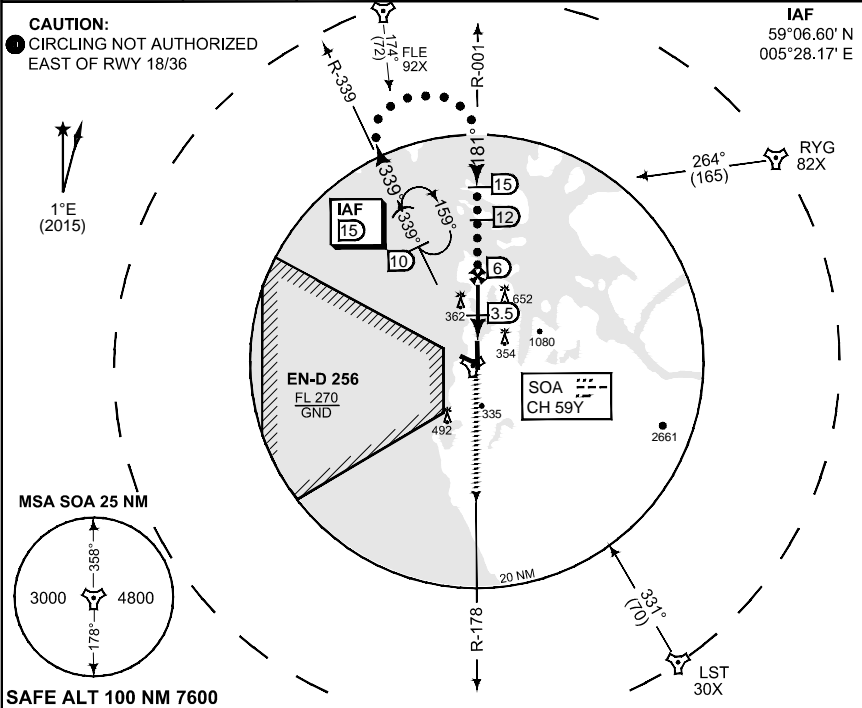 CAUTION:
CIRCLING NOT AUTHORIZED
EAST OF RWY 18/36
IAF
59°06.60' N
005°28.17' E
174°
(72)
FLE
92X
R-339
R-001
181°
264°
(165)
RYG
82X
1°E
(2015)
IAF
15
339°
339°
159°
10
15
12
6
3.5
362
652
354
1080
EN-D 256
FL 270
GND
492
335
SOA
CH 59Y
2661
20 NM
R-178
331°
(70)
LST
30X
MSA SOA 25 NM
358°
3000
4800
178°
SAFE ALT 100 NM 7600